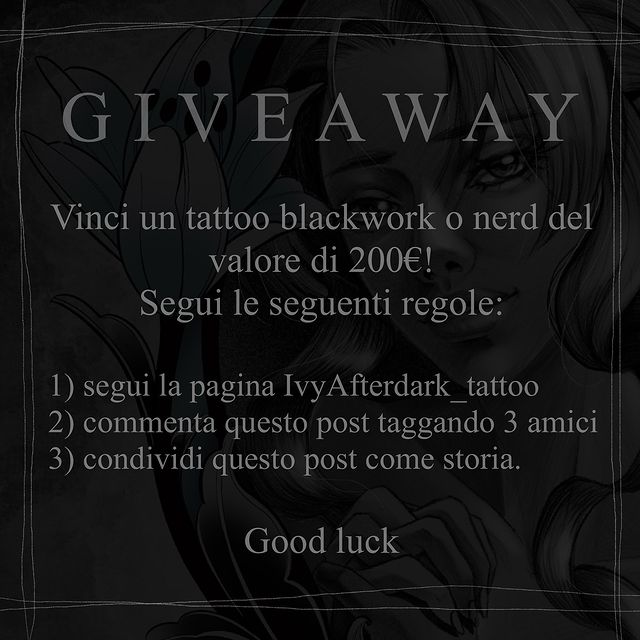 GIVEAWAY
Vinci un tattoo blackwork o nerd del
valore di 200€!
Segui le seguenti regole:
1) segui la pagina IvyAfterdark_tattoo
2) commenta questo post taggando 3 amici
3) condividi questo post come storia.
Good luck